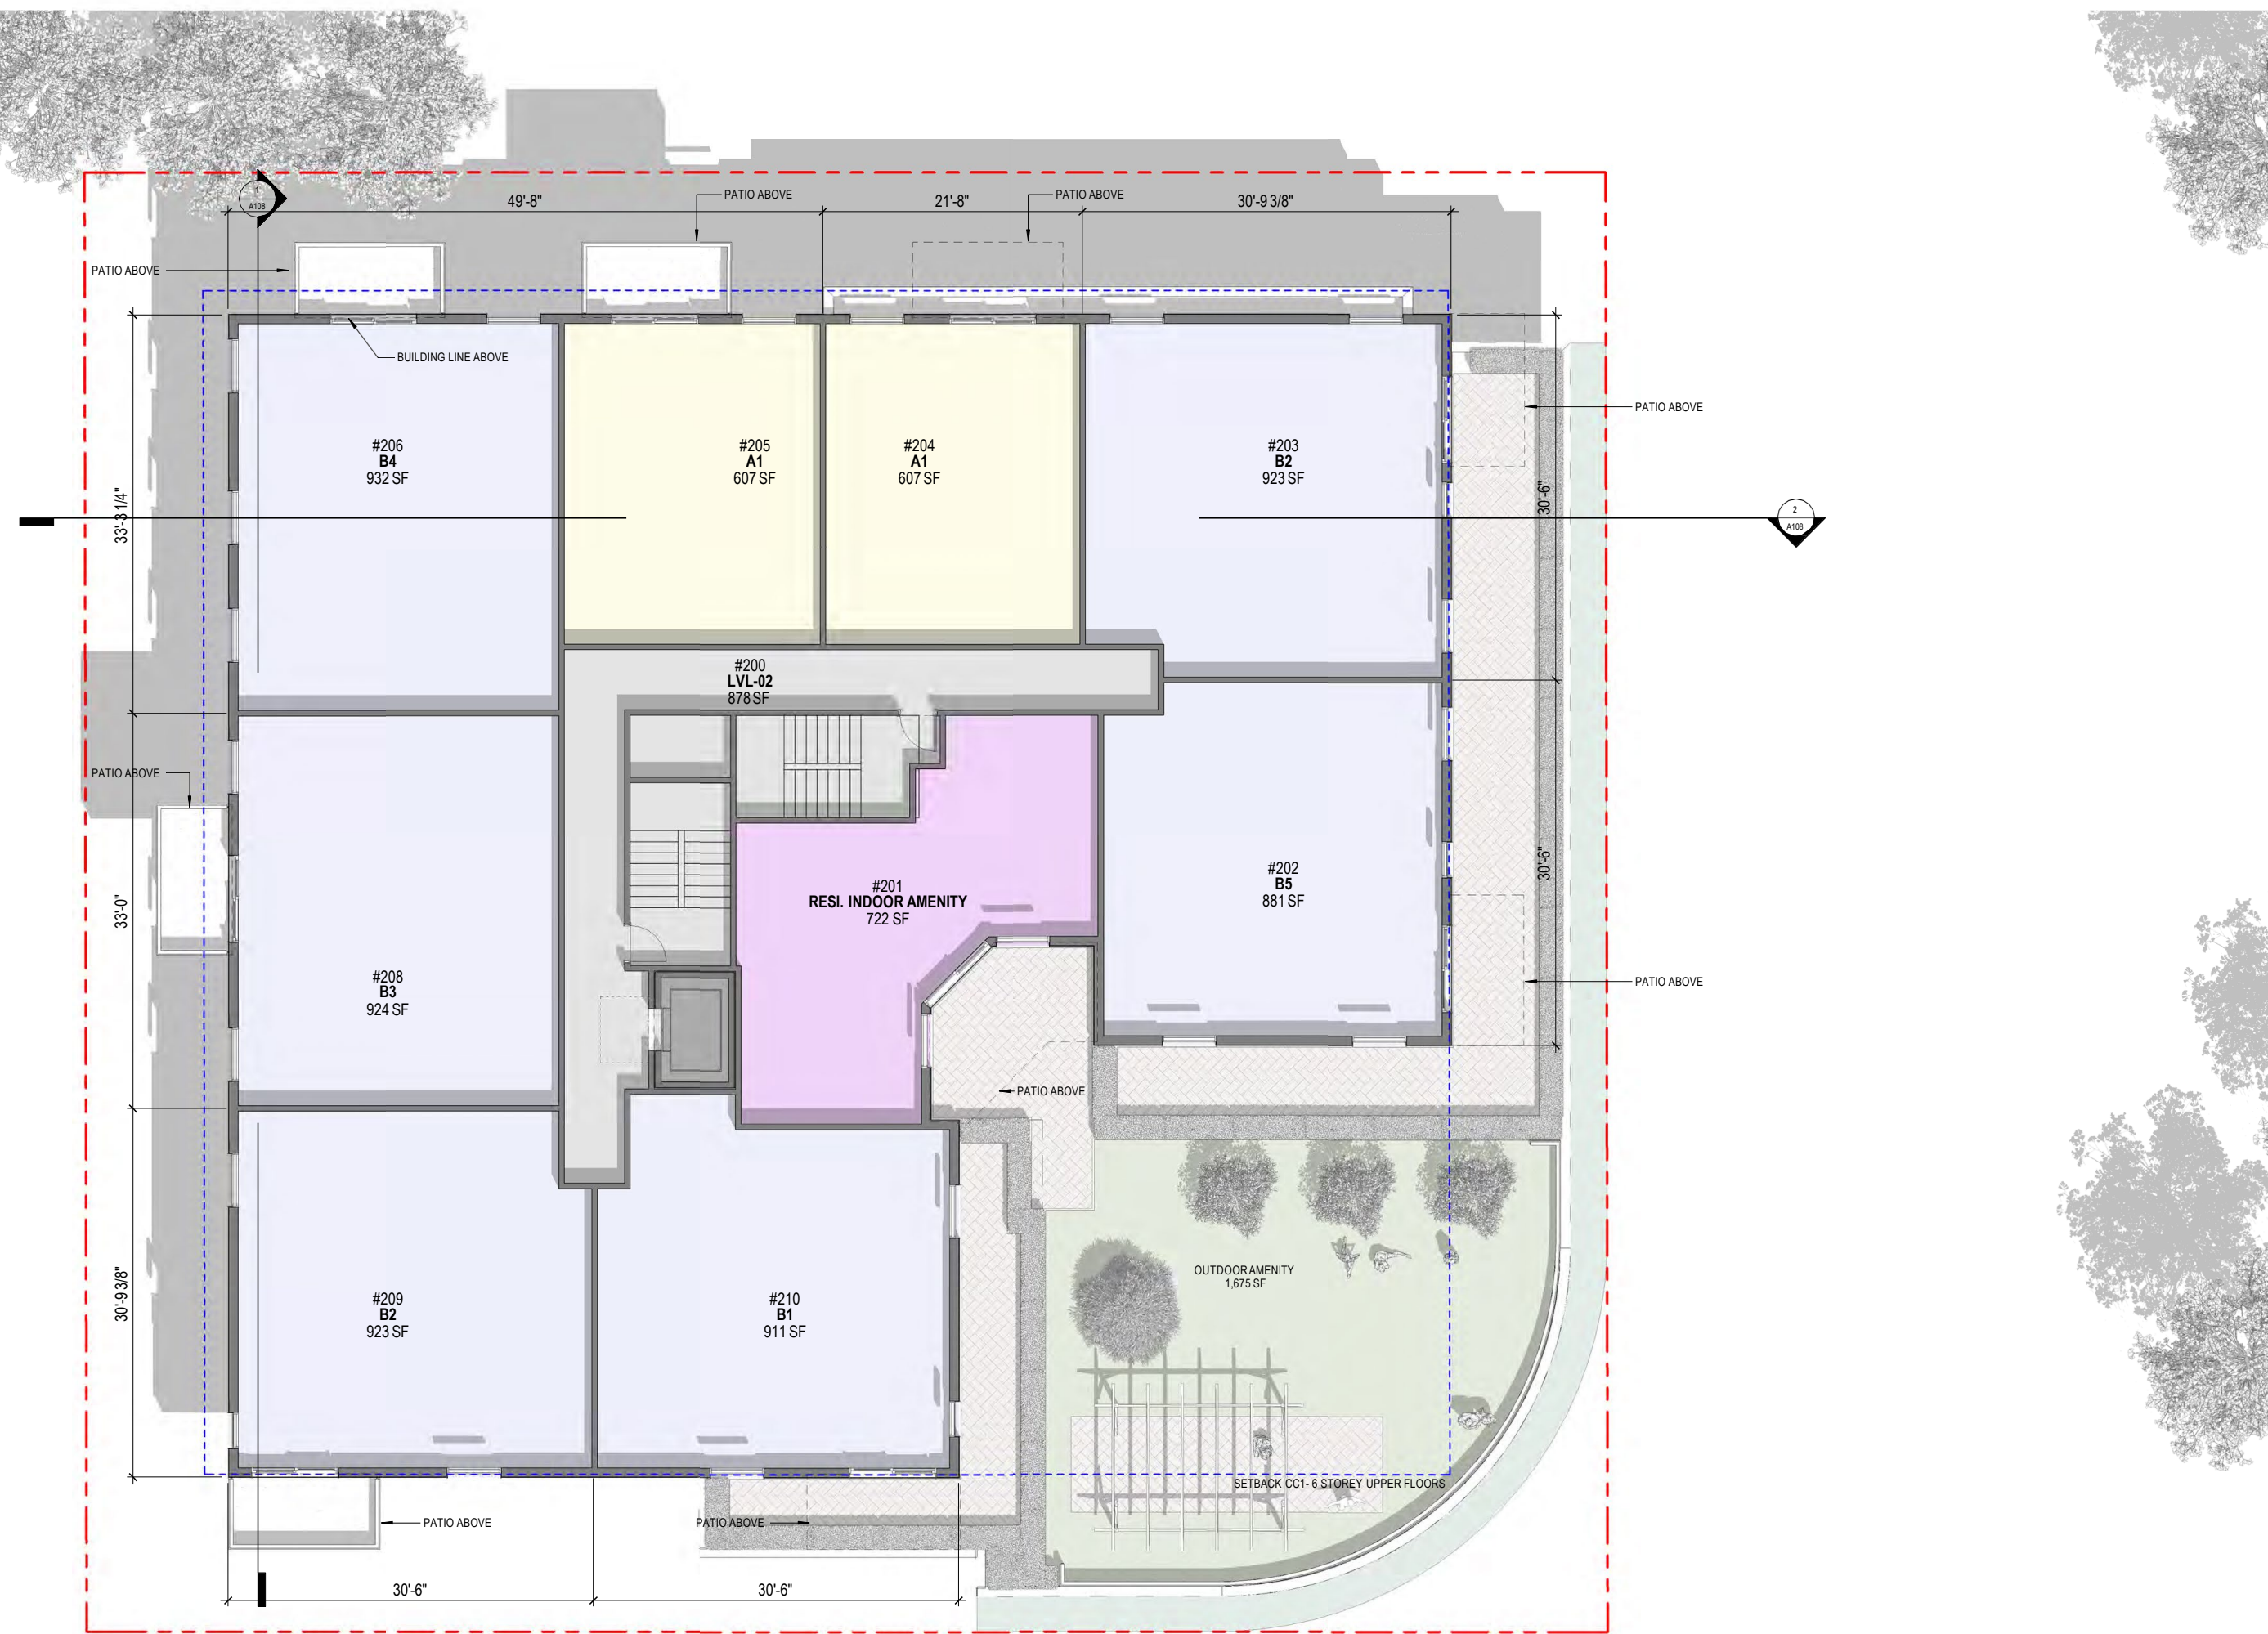 A108
49'-8"
PATIO ABOVE
21'-8"
PATIO ABOVE
30'-9 3/8"
PATIO ABOVE
BUILDING LINE ABOVE
PATIO ABOVE
#206
B4
932 SF
#205
A1
607 SF
#204
A1
607 SF
#203
B2
923 SF
33'-3 1/4"
30'-6"
2
A108
#200
LVL-02
878 SF
PATIO ABOVE
#201
RESI. INDOOR AMENITY
722 SF
#202
B5
881 SF
30'-6"
33'-0"
#208
B3
924 SF
PATIO ABOVE
PATIO ABOVE
#209
B2
923 SF
#210
B1
911 SF
30'-9 3/8"
OUTDOOR AMENITY
1,675 SF
SETBACK CC1- 6 STOREY UPPER FLOORS
PATIO ABOVE
PATIO ABOVE
30'-6"
30'-6"